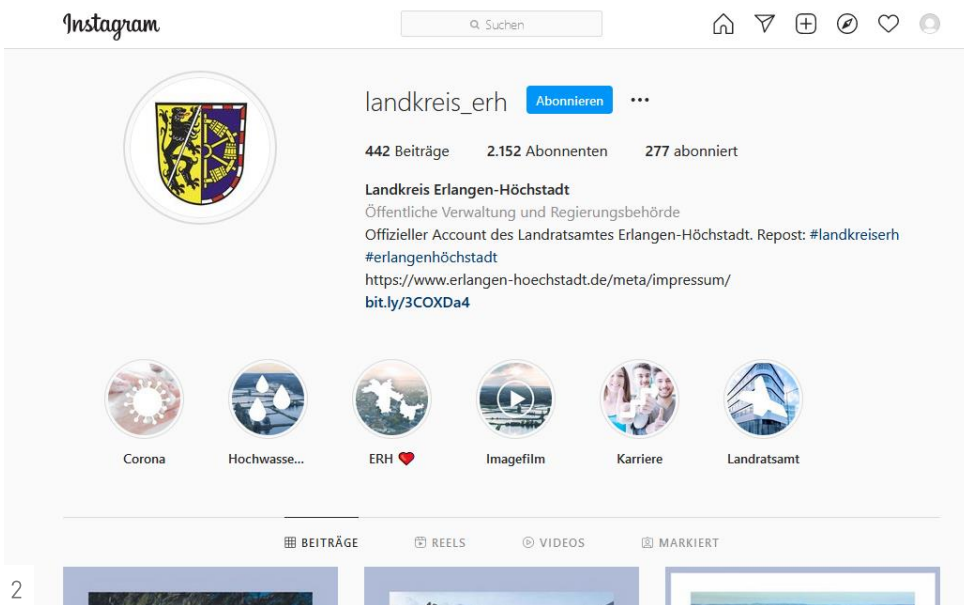 Instagram
Suchen
landkreis_erh Abonnieren •••
442 Beiträge 2.152 Abonnenten 277 abonniert
Landkreis Erlangen-Höchstadt
Öffentliche Verwaltung und Regierungsbehörde
Offizieller Account des Landratsamtes Erlangen-Höchstadt. Repost: #landkreiserh
#erlangenhöchstadt
https://www.erlangen-hoechstadt.de/meta/impressum/
bit.ly/3COXDa4
Corona Hochwasse... ERH ❤ Imagefilm Karriere Landratsamt
BEITRÄGE REELS VIDEOS MARKIERT
2